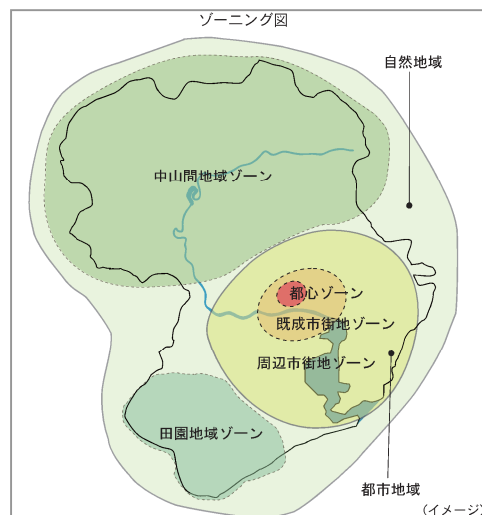 ゾーニング図
自然地域
中山間地域ゾーン
都心ゾーン
既成市街地ゾーン
周辺市街地ゾーン
田園地域ゾーン
都市地域
(イメージ)